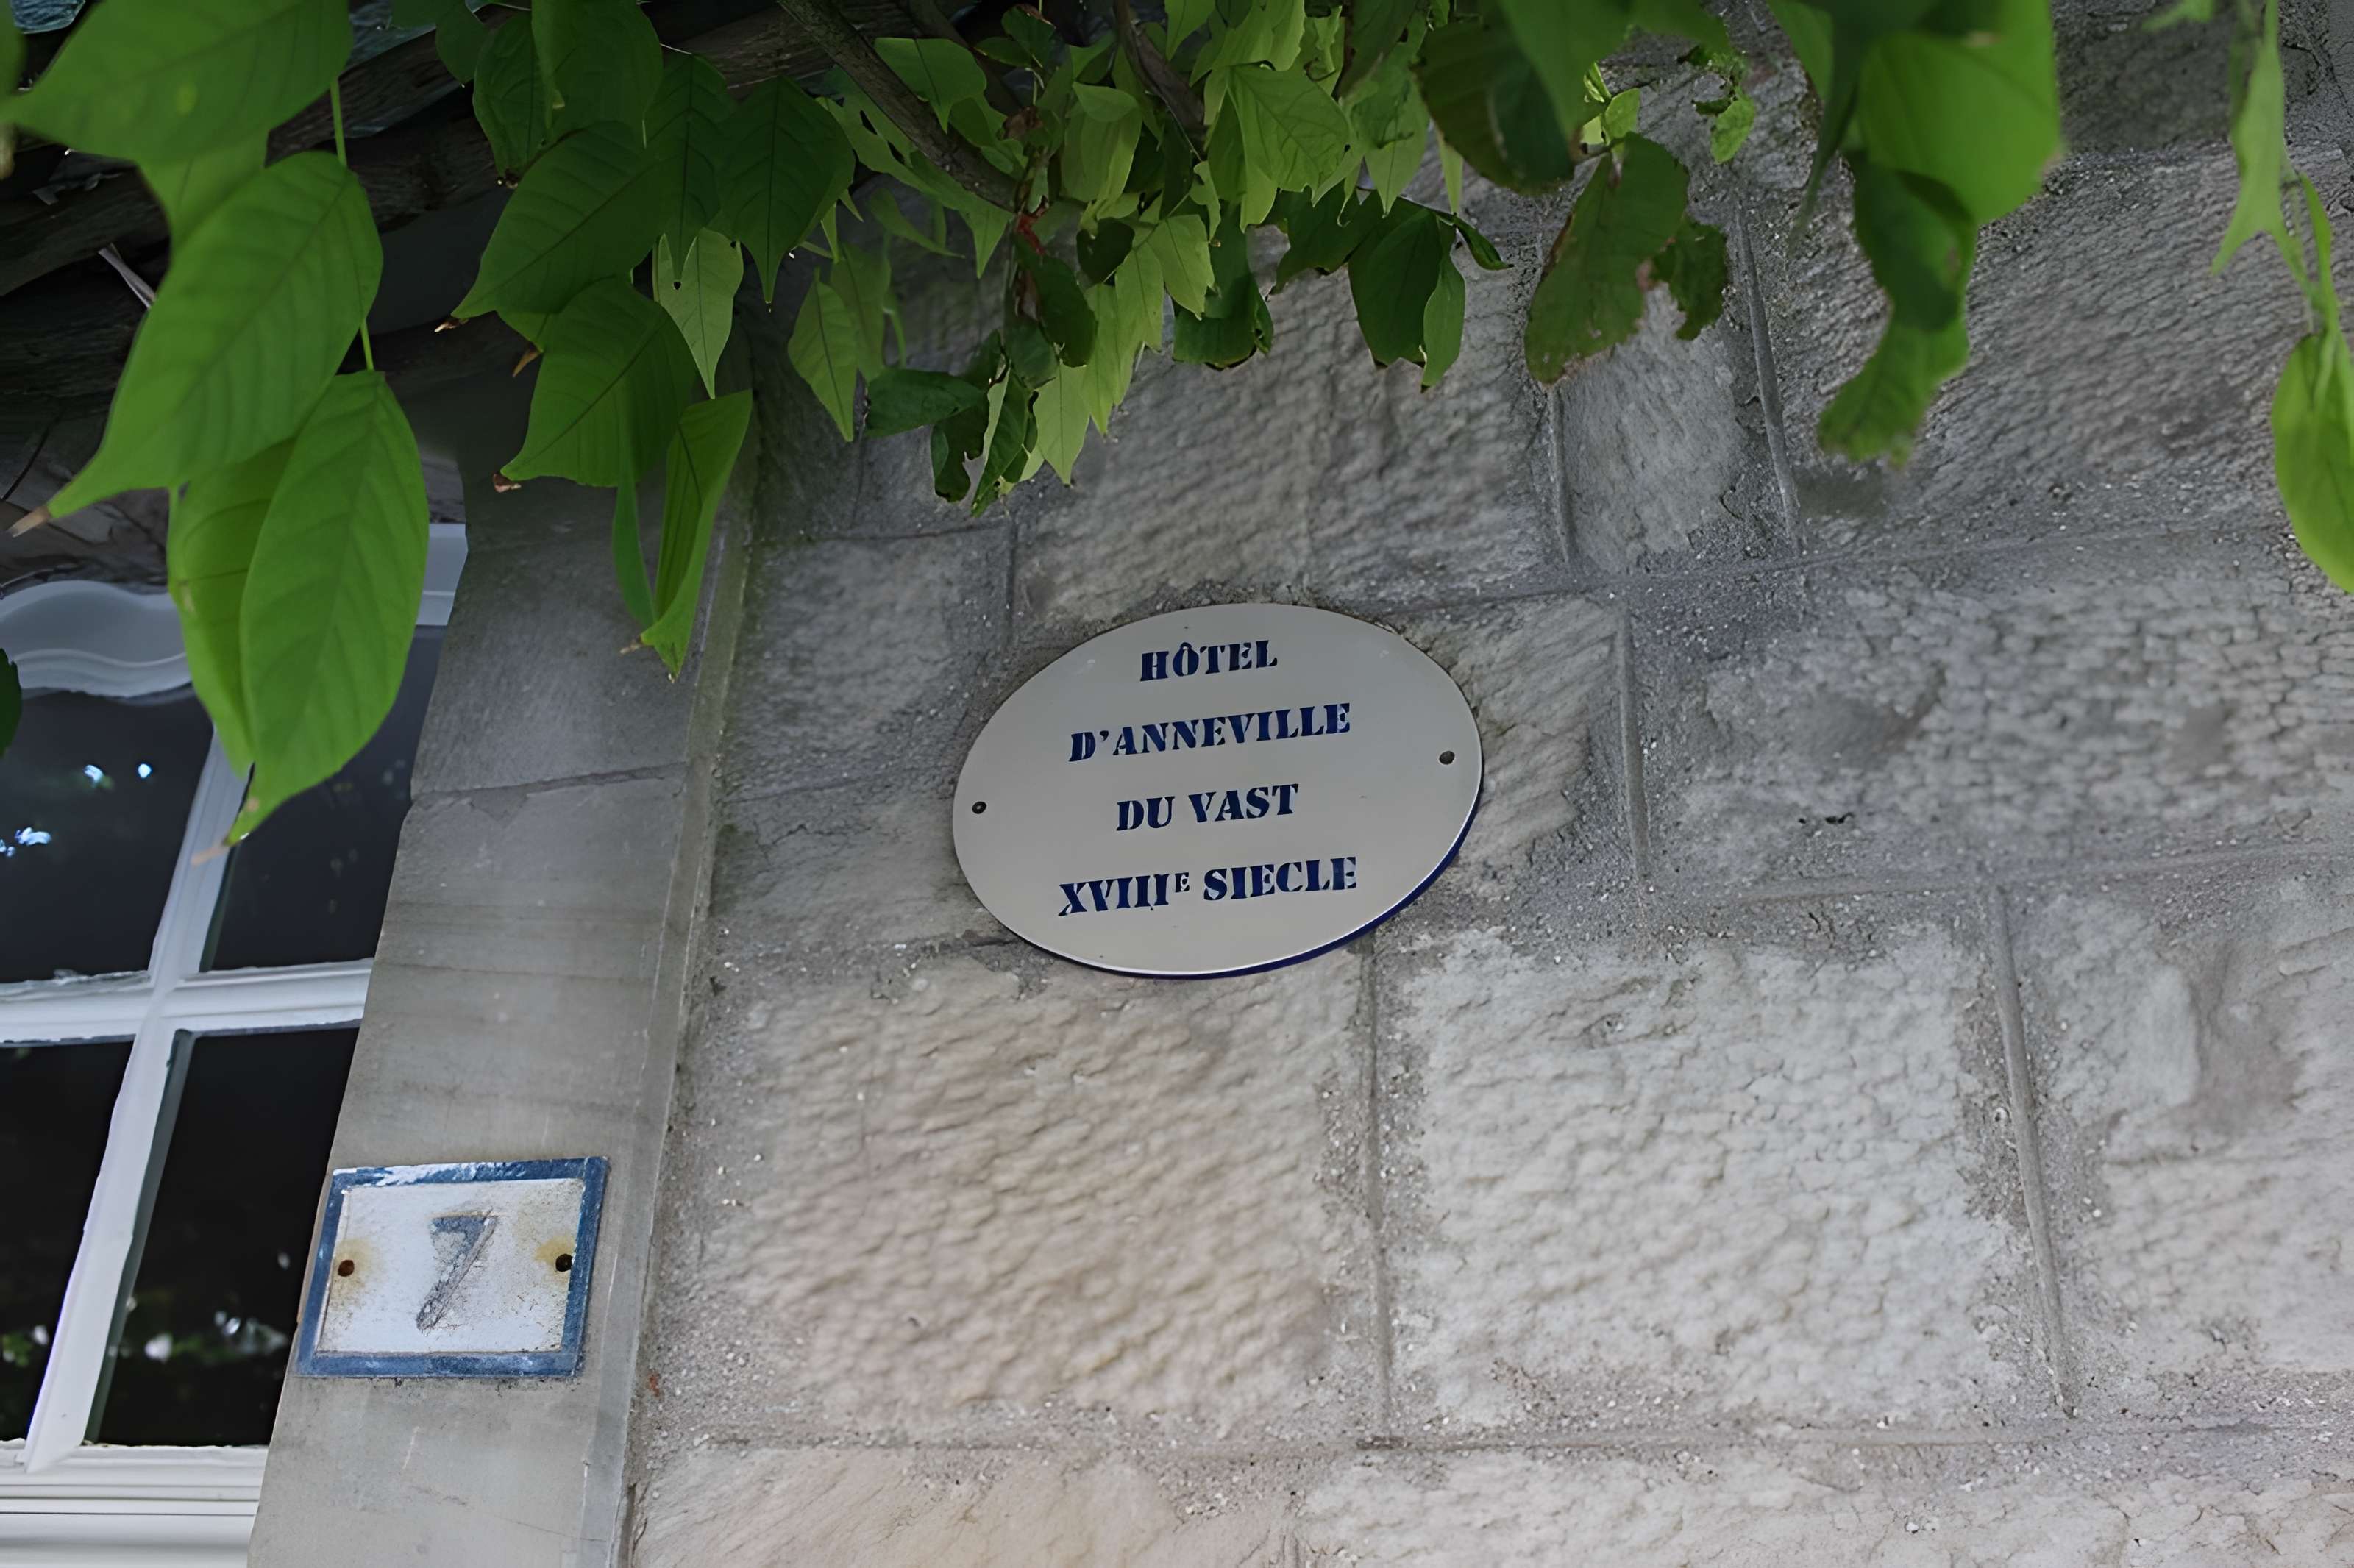 HÔTEL
D'ANNEVILLE
DU VAST
XVIIIE SIECLE
7